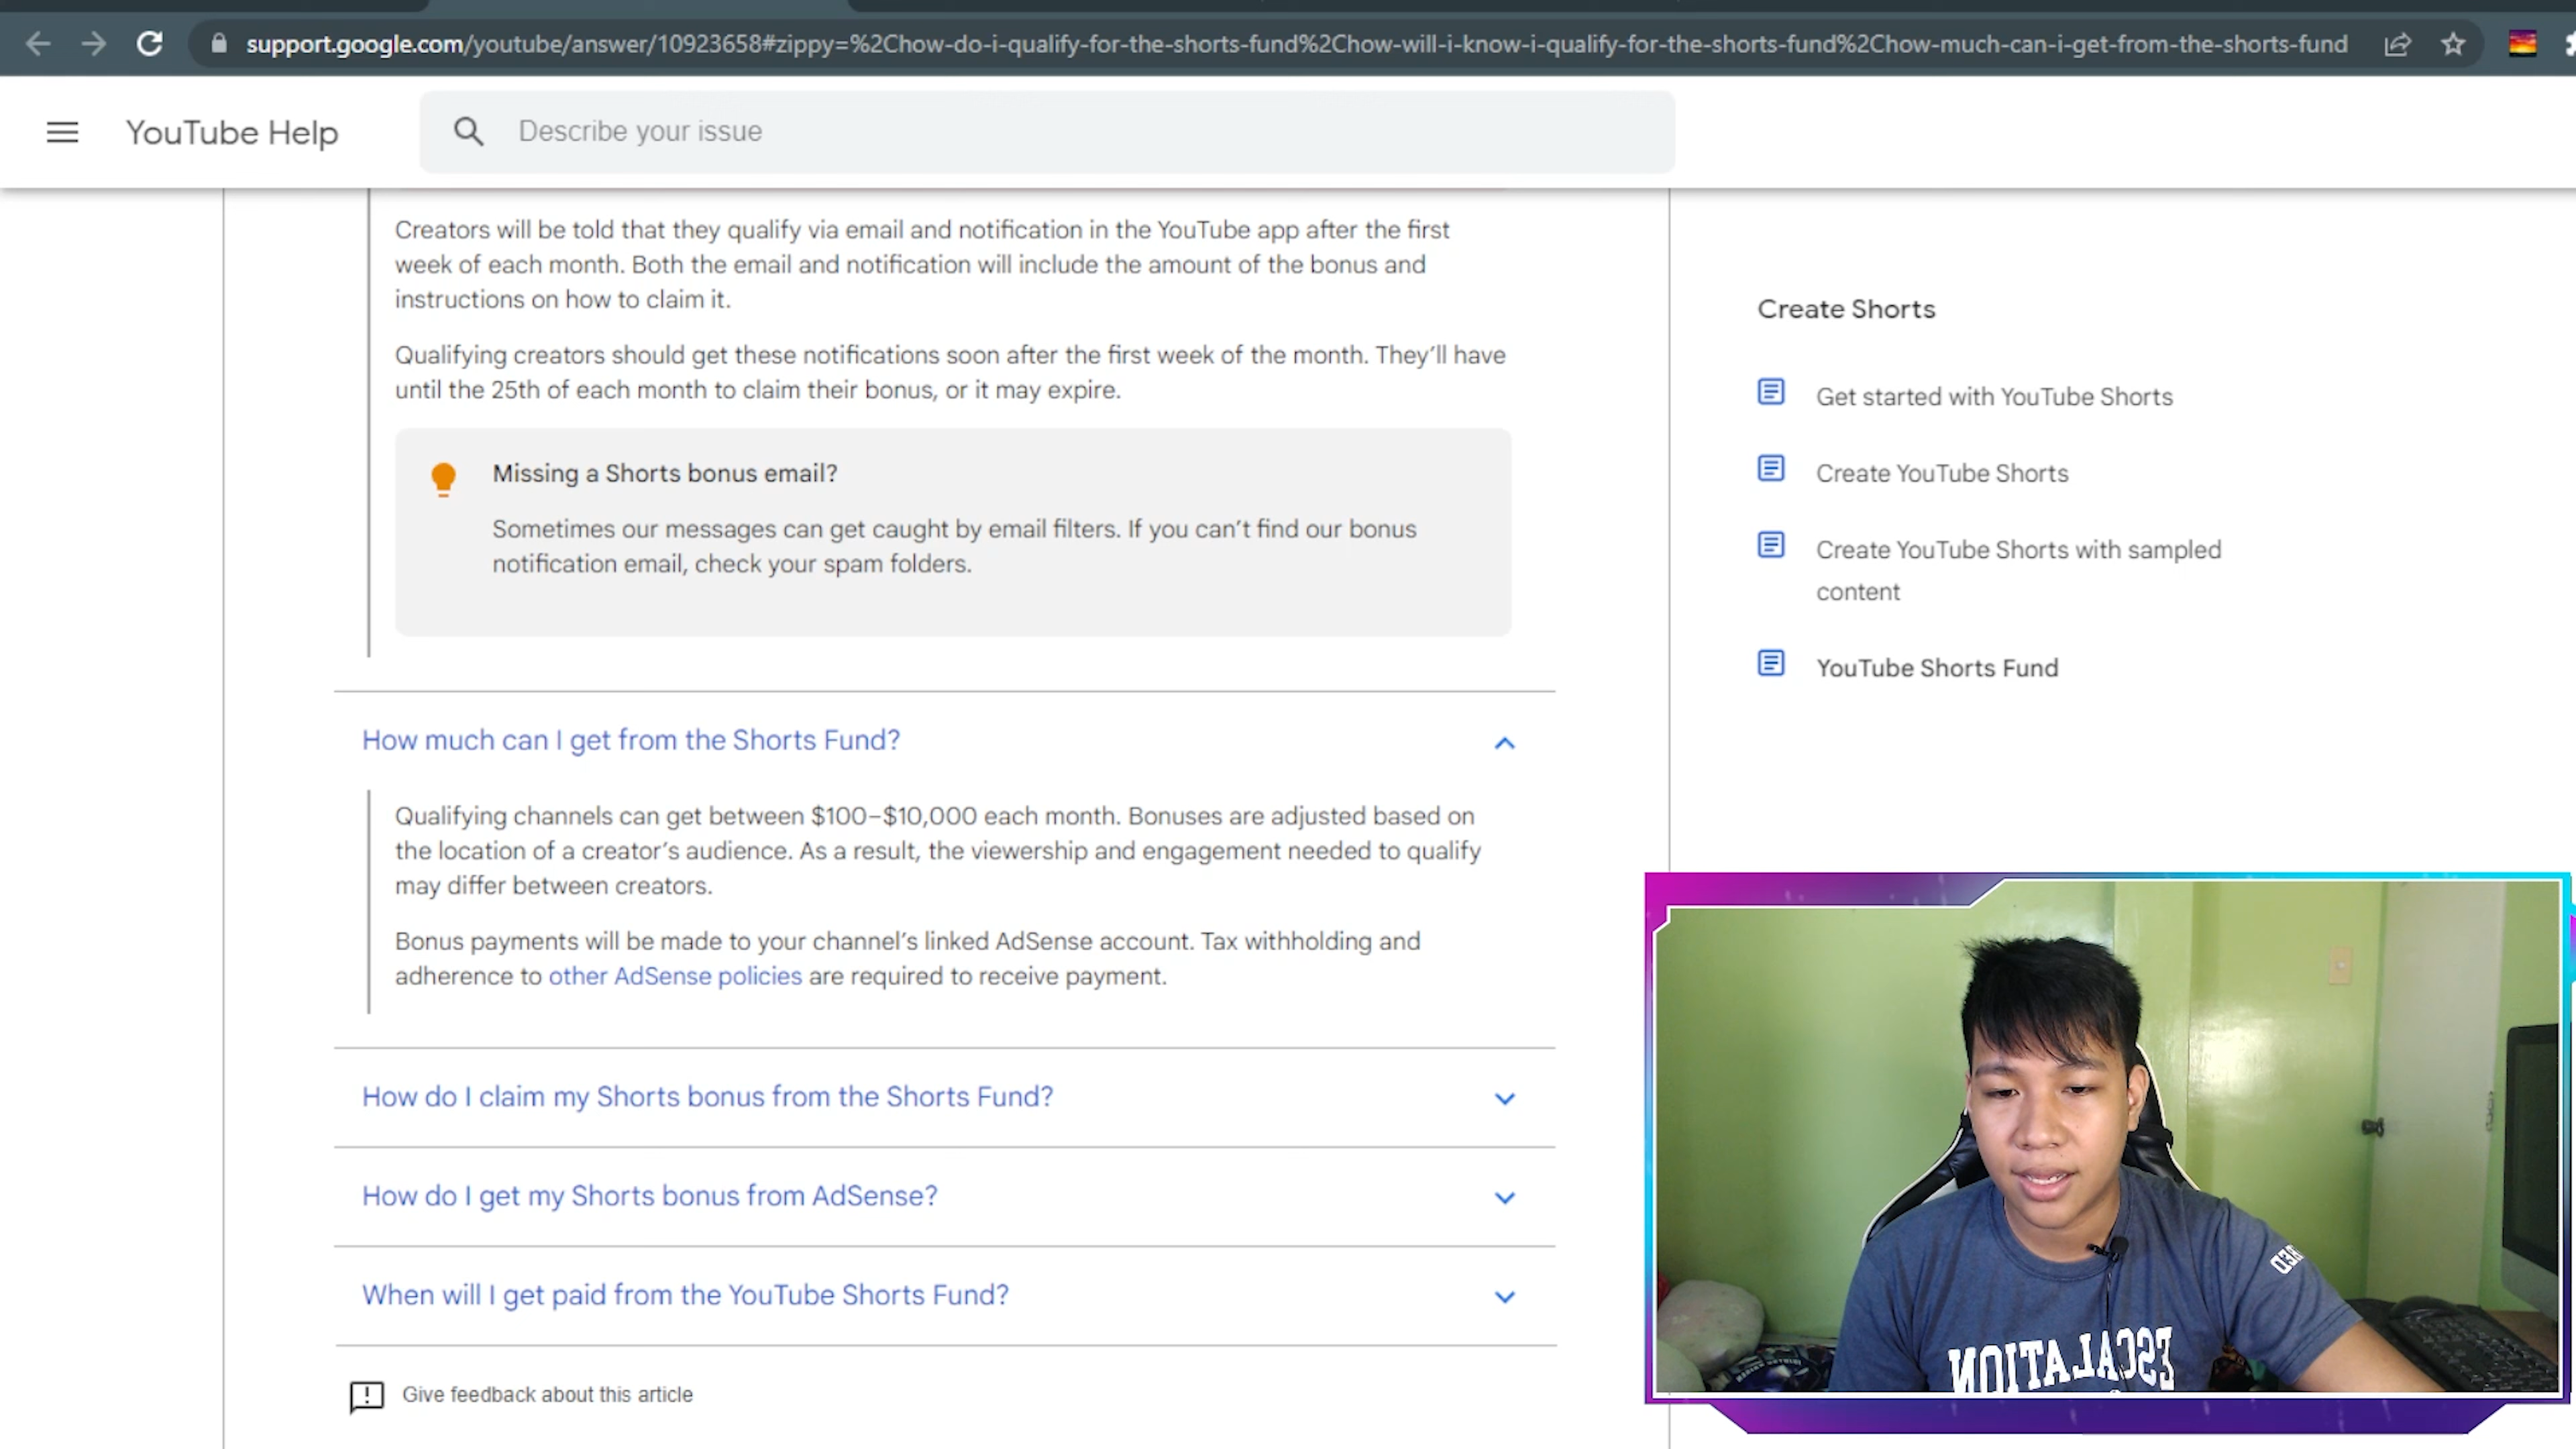 support.google.com/youtube/answer/10923658#zippy=%2Chow-do-i-qualify-for-the-shorts-fund%2Chow-will-i-know-i-qualify-for-the-shorts-fund%2Chow-much-can-i-get-from-the-shorts-fund
YouTube Help
Describe your issue
Creators will be told that they qualify via email and notification in the YouTube app after the first
week of each month. Both the email and notification will include the amount of the bonus and
instructions on how to claim it.
Qualifying creators should get these notifications soon after the first week of the month. They’ll have
until the 25th of each month to claim their bonus, or it may expire.
Missing a Shorts bonus email?
Sometimes our messages can get caught by email filters. If you can’t find our bonus
notification email, check your spam folders.
How much can I get from the Shorts Fund?
Qualifying channels can get between $100–$10,000 each month. Bonuses are adjusted based on
the location of a creator’s audience. As a result, the viewership and engagement needed to qualify
may differ between creators.
Bonus payments will be made to your channel’s linked AdSense account. Tax withholding and
adherence to other AdSense policies are required to receive payment.
How do I claim my Shorts bonus from the Shorts Fund?
How do I get my Shorts bonus from AdSense?
When will I get paid from the YouTube Shorts Fund?
Give feedback about this article
Create Shorts
Get started with YouTube Shorts
Create YouTube Shorts
Create YouTube Shorts with sampled
content
YouTube Shorts Fund
ESCALATION